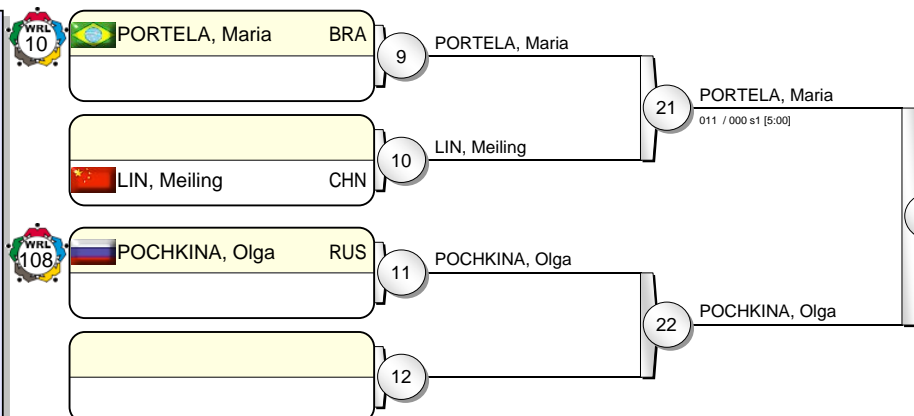 WRL
10
PORTELA, Maria BRA
9
PORTELA, Maria
21
PORTELA, Maria
011 / 000 s1 [5:00]
10
LIN, Meiling
LIN, Meiling CHN
WRL
108
POCHKINA, Olga RUS
11
POCHKINA, Olga
22
POCHKINA, Olga
12